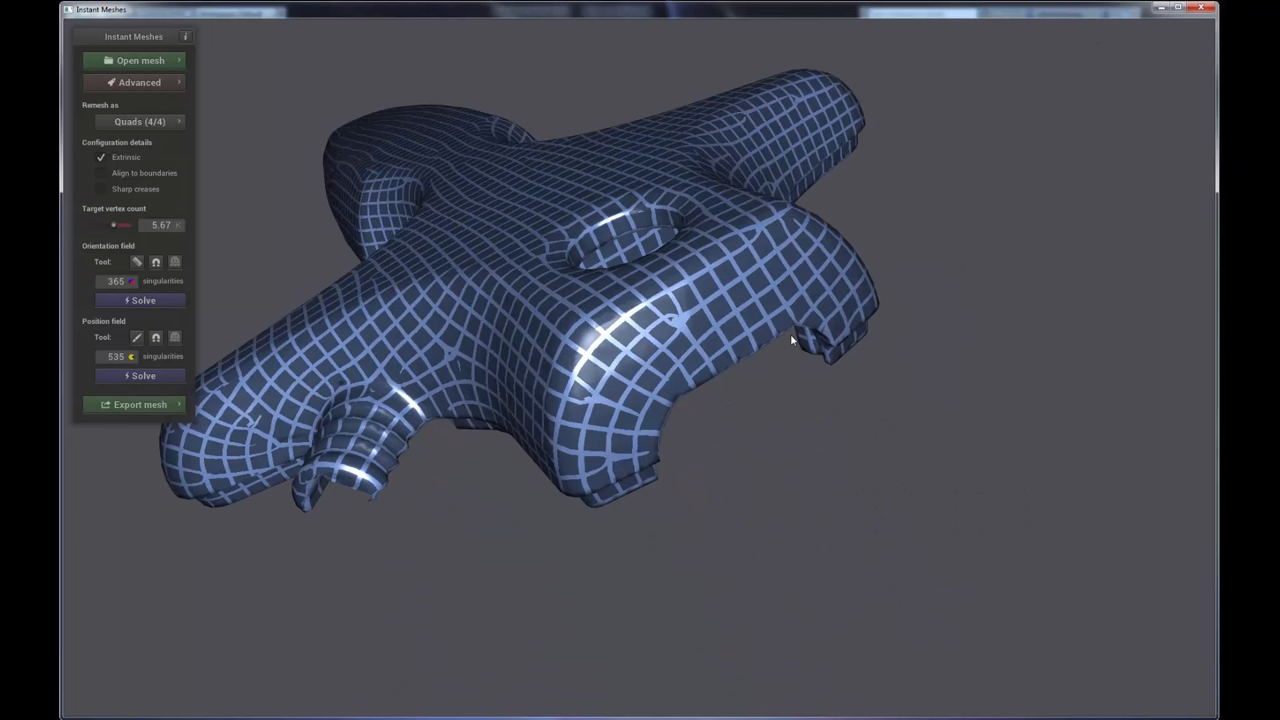 Instant Meshes
Instant Meshes i
Open mesh
Advanced
Remesh as
Quads (4/4)
Configuration details
Extrinsic
Align to boundaries
Sharp creases
Target vertex count
5.67 K
Orientation field
Tool:
365 singularities
Solve
Position field
Tool:
535 singularities
Solve
Export mesh